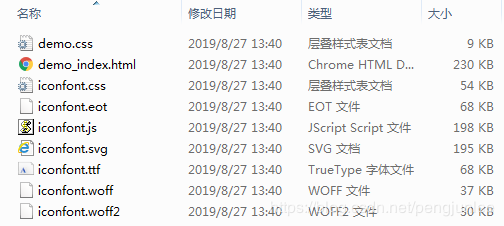 名称 修改日期 类型 大小
demo.css 2019/8/27 13:40 层叠样式表文档 9 KB
demo_index.html 2019/8/27 13:40 Chrome HTML D... 230 KB
iconfont.css 2019/8/27 13:40 层叠样式表文档 54 KB
iconfont.eot 2019/8/27 13:40 EOT 文件 68 KB
iconfont.js 2019/8/27 13:40 JScript Script 文件 198 KB
iconfont.svg 2019/8/27 13:40 SVG 文档 195 KB
iconfont.ttf 2019/8/27 13:40 TrueType 字体文件 68 KB
iconfont.woff 2019/8/27 13:40 WOFF 文件 37 KB
iconfont.woff2 2019/8/27 13:40 WOFF2 文件 30 KB